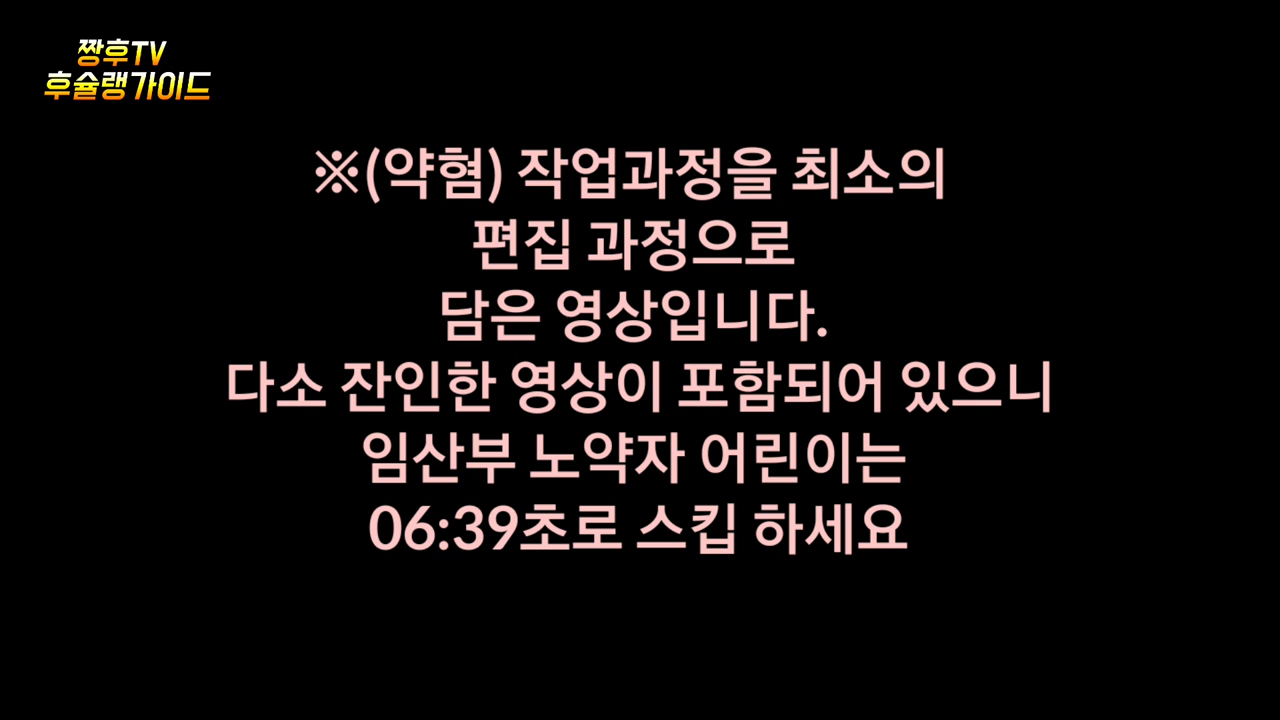 짱후TV
후슐랭가이드
※(약혐) 작업과정을 최소의
편집 과정으로
담은 영상입니다.
다소 잔인한 영상이 포함되어 있으니
임산부 노약자 어린이는
06:39초로 스킵 하세요